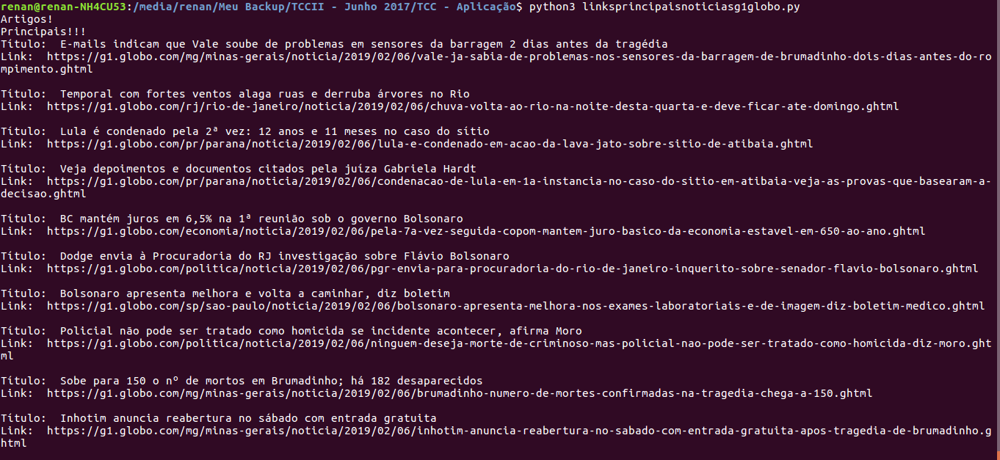 renan@renan-NH4CU53:/media/renan/Meu Backup/TCCII - Junho 2017/TCC - Aplicação$ python3 linksprincipaisnoticiasg1globo.py
Artigos!
Principais!!!
Título:  E-mails indicam que Vale soube de problemas em sensores da barragem 2 dias antes da tragédia
Link:  https://g1.globo.com/mg/minas-gerais/noticia/2019/02/06/vale-ja-sabia-de-problemas-nos-sensores-da-barragem-de-brumadinho-dois-dias-antes-do-ro
mpimento.ghtml
Título:  Temporal com fortes ventos alaga ruas e derruba árvores no Rio
Link:  https://g1.globo.com/rj/rio-de-janeiro/noticia/2019/02/06/chuva-volta-ao-rio-na-noite-desta-quarta-e-deve-ficar-ate-domingo.ghtml
Título:  Lula é condenado pela 2ª vez: 12 anos e 11 meses no caso do sítio
Link:  https://g1.globo.com/pr/parana/noticia/2019/02/06/lula-e-condenado-em-acao-da-lava-jato-sobre-sitio-de-atibaia.ghtml
Título:  Veja depoimentos e documentos citados pela juíza Gabriela Hardt
Link:  https://g1.globo.com/pr/parana/noticia/2019/02/06/condenacao-de-lula-em-1a-instancia-no-caso-do-sitio-em-atibaia-veja-as-provas-que-basearam-a-
decisao.ghtml
Título:  BC mantém juros em 6,5% na 1ª reunião sob o governo Bolsonaro
Link:  https://g1.globo.com/economia/noticia/2019/02/06/pela-7a-vez-seguida-copom-mantem-juro-basico-da-economia-estavel-em-650-ao-ano.ghtml
Título:  Dodge envia à Procuradoria do RJ investigação sobre Flávio Bolsonaro
Link:  https://g1.globo.com/politica/noticia/2019/02/06/pgr-envia-para-procuradoria-do-rio-de-janeiro-inquerito-sobre-senador-flavio-bolsonaro.ghtml
Título:  Bolsonaro apresenta melhora e volta a caminhar, diz boletim
Link:  https://g1.globo.com/sp/sao-paulo/noticia/2019/02/06/bolsonaro-apresenta-melhora-nos-exames-laboratoriais-e-de-imagem-diz-boletim-medico.ghtml
Título:  Policial não pode ser tratado como homicida se incidente acontecer, afirma Moro
Link:  https://g1.globo.com/politica/noticia/2019/02/06/ninguem-deseja-morte-de-criminoso-mas-policial-nao-pode-ser-tratado-como-homicida-diz-moro.ght
ml
Título:  Sobe para 150 o nº de mortos em Brumadinho; há 182 desaparecidos
Link:  https://g1.globo.com/mg/minas-gerais/noticia/2019/02/06/brumadinho-numero-de-mortes-confirmadas-na-tragedia-chega-a-150.ghtml
Título:  Inhotim anuncia reabertura no sábado com entrada gratuita
Link:  https://g1.globo.com/mg/minas-gerais/noticia/2019/02/06/inhotim-anuncia-reabertura-no-sabado-com-entrada-gratuita-apos-tragedia-de-brumadinho.g
html